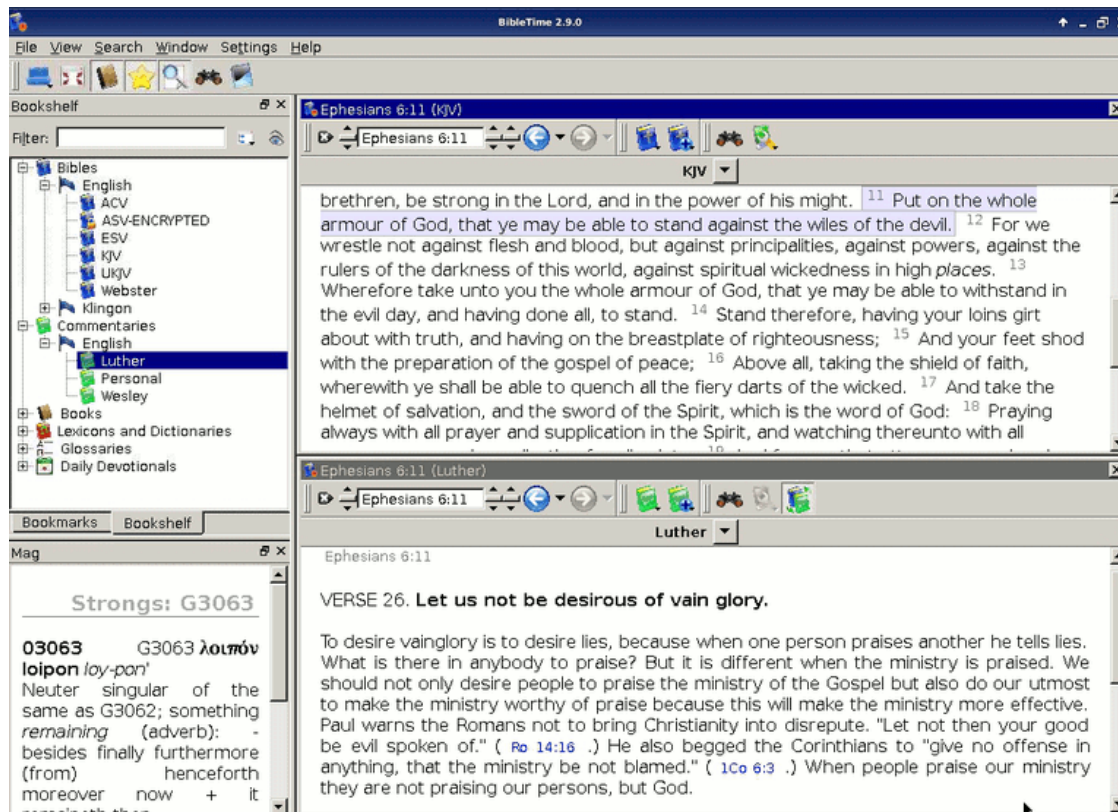 BibleTime 2.9.0
File View Search Window Settings Help
Bookshelf
Filter:
Bibles
English
ACV
ASV-ENCRYPTED
ESV
KJV
UKJV
Webster
Klingon
Commentaries
English
Luther
Personal
Wesley
Books
Lexicons and Dictionaries
Glossaries
Daily Devotionals
Bookmarks Bookshelf
Mag
Strongs: G3063
03063 G3063 λοιπόν
loipon loy-pon'
Neuter singular of the
same as G3062; something
remaining (adverb): -
besides finally furthermore
(from) henceforth
moreover now + it
remaineth then
Ephesians 6:11 (KJV)
Ephesians 6:11
KJV
brethren, be strong in the Lord, and in the power of his might. 11 Put on the whole
armour of God, that ye may be able to stand against the wiles of the devil. 12 For we
wrestle not against flesh and blood, but against principalities, against powers, against the
rulers of the darkness of this world, against spiritual wickedness in high places. 13
Wherefore take unto you the whole armour of God, that ye may be able to withstand in
the evil day, and having done all, to stand. 14 Stand therefore, having your loins girt
about with truth, and having on the breastplate of righteousness; 15 And your feet shod
with the preparation of the gospel of peace; 16 Above all, taking the shield of faith,
wherewith ye shall be able to quench all the fiery darts of the wicked. 17 And take the
helmet of salvation, and the sword of the Spirit, which is the word of God: 18 Praying
always with all prayer and supplication in the Spirit, and watching thereunto with all
Ephesians 6:11 (Luther)
Ephesians 6:11
Luther
Ephesians 6:11
VERSE 26. Let us not be desirous of vain glory.
To desire vainglory is to desire lies, because when one person praises another he tells lies.
What is there in anybody to praise? But it is different when the ministry is praised. We
should not only desire people to praise the ministry of the Gospel but also do our utmost
to make the ministry worthy of praise because this will make the ministry more effective.
Paul warns the Romans not to bring Christianity into disrepute. "Let not then your good
be evil spoken of." ( Ro 14:16 .) He also begged the Corinthians to "give no offense in
anything, that the ministry be not blamed." ( 1Co 6:3 .) When people praise our ministry
they are not praising our persons, but God.